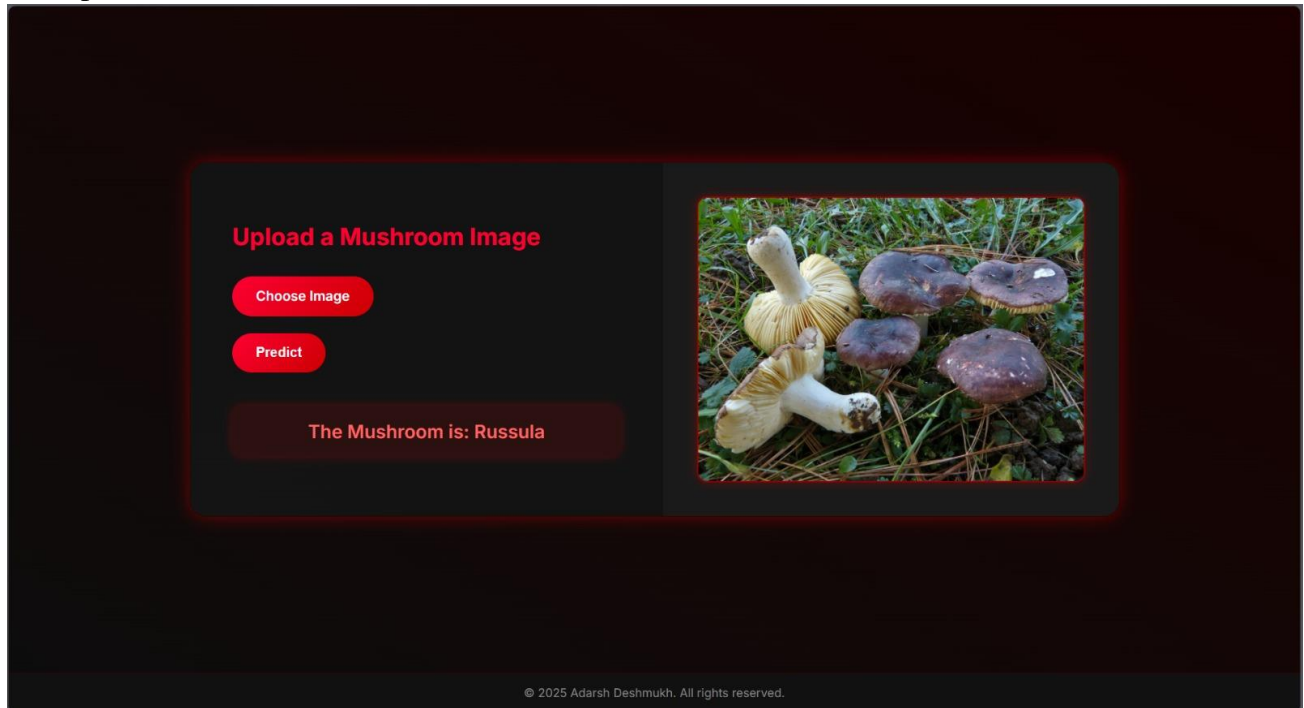 Upload a Mushroom Image
Choose Image
Predict
The Mushroom is: Russula
© 2025 Adarsh Deshmukh. All rights reserved.